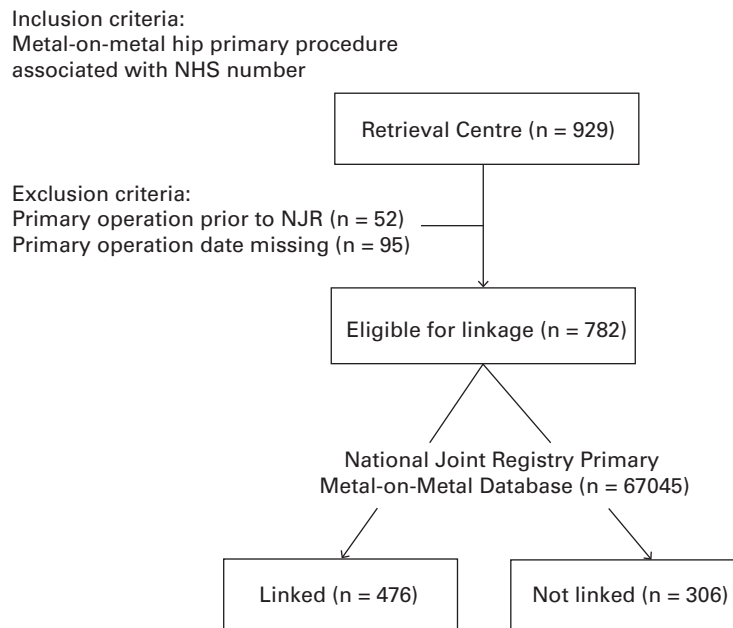 Inclusion criteria:
Metal-on-metal hip primary procedure
associated with NHS number
Retrieval Centre (n = 929)
Exclusion criteria:
Primary operation prior to NJR (n = 52)
Primary operation date missing (n = 95)
Eligible for linkage (n = 782)
National Joint Registry Primary
Metal-on-Metal Database (n = 67045)
Linked (n = 476)
Not linked (n = 306)